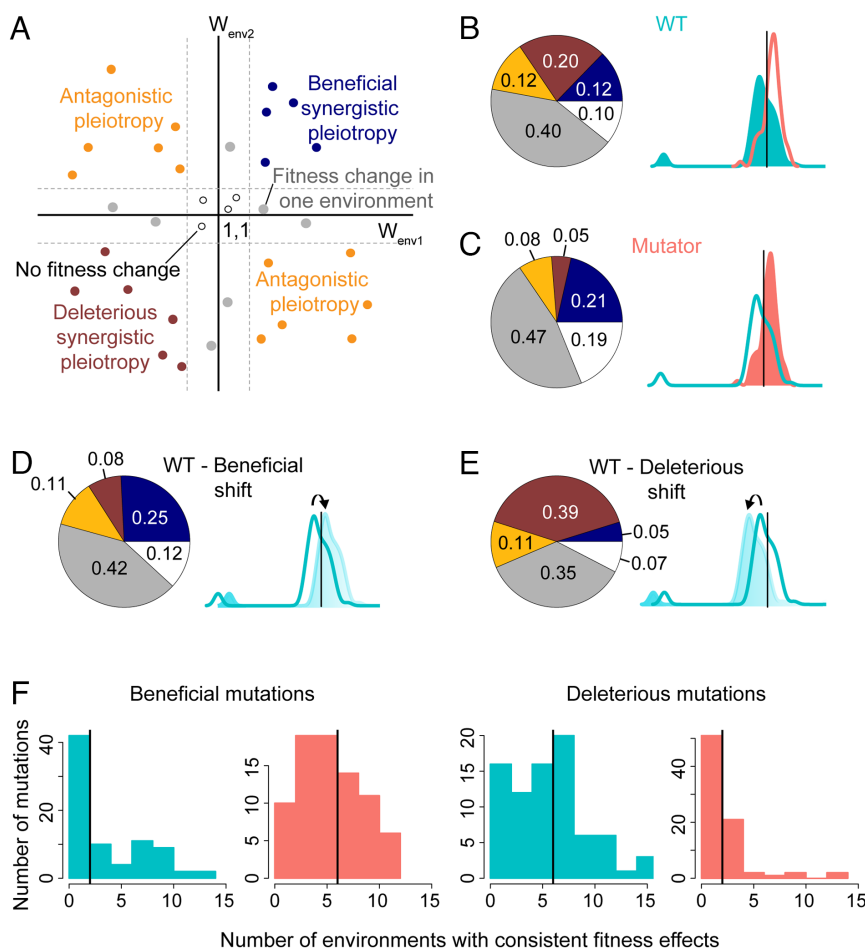 A
W env2
Antagonistic
pleiotropy
Beneficial
synergistic
pleiotropy
Fitness change in
one environment
1,1
W env1
No fitness change
Deleterious
synergistic
pleiotropy
Antagonistic
pleiotropy
B
WT
0.20
0.12
0.12
0.10
0.40
C
Mutator
0.08
0.05
0.21
0.47
0.19
D
WT - Beneficial
shift
0.08
0.11
0.25
0.12
0.42
E
WT - Deleterious
shift
0.39
0.05
0.11
0.07
0.35
F
Beneficial mutations
Deleterious mutations
Number of mutations
0
20
40
0 5 10 15
0
5
10
15
0 5 10 15
0
5
10
15
20
0 5 10 15
0
20
40
0 5 10 15
Number of environments with consistent fitness effects